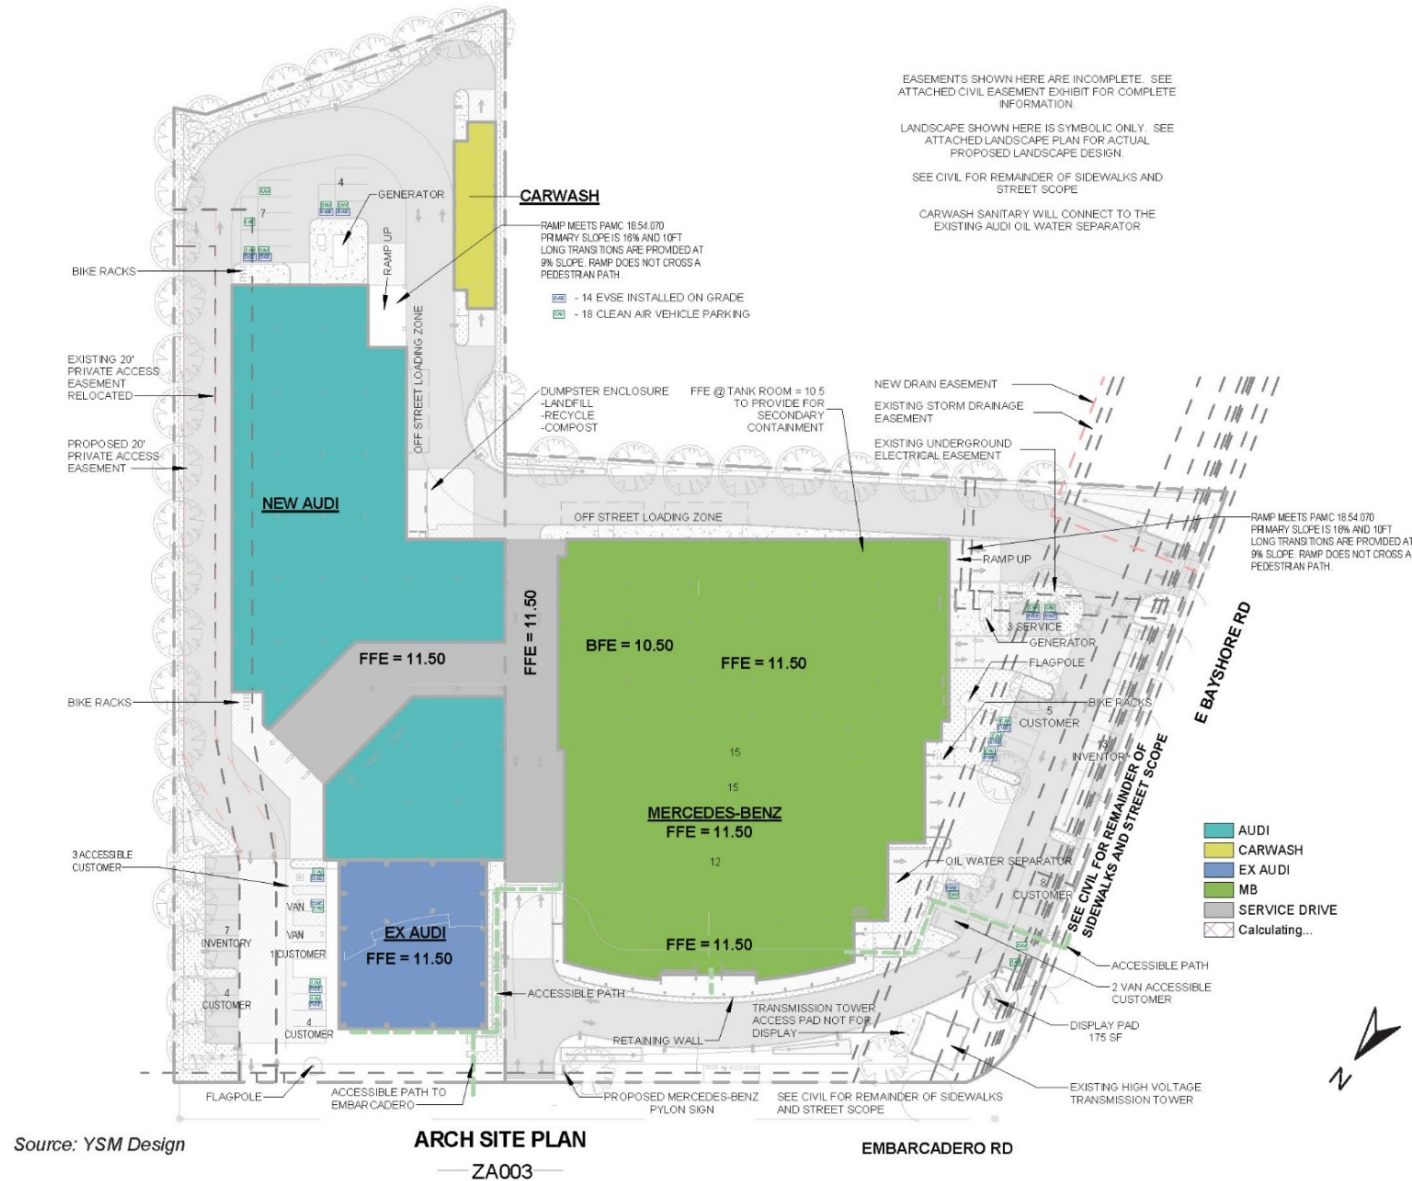 EASEMENTS SHOWN HERE ARE INCOMPLETE. SEE
ATTACHED CIVIL EASEMENT EXHIBIT FOR COMPLETE
INFORMATION.
LANDSCAPE SHOWN HERE IS SYMBOLIC ONLY. SEE
ATTACHED LANDSCAPE PLAN FOR ACTUAL
PROPOSED LANDSCAPE DESIGN.
SEE CIVIL FOR REMAINDER OF SIDEWALKS AND
STREET SCOPE
CARWASH SANITARY WILL CONNECT TO THE
EXISTING AUDI OIL WATER SEPARATOR
4
7
GENERATOR
CARWASH
RAMP MEETS PAMC 18.54.070
PRIMARY SLOPE IS 16% AND 10FT
LONG TRANSITIONS ARE PROVIDED AT
9% SLOPE. RAMP DOES NOT CROSS A
PEDESTRIAN PATH.
RAMP UP
BIKE RACKS
EVSE - 14 EVSE INSTALLED ON GRADE
CAV - 18 CLEAN AIR VEHICLE PARKING
OFF STREET LOADING ZONE
EXISTING 20'
PRIVATE ACCESS
EASEMENT
RELOCATED
PROPOSED 20'
PRIVATE ACCESS
EASEMENT
DUMPSTER ENCLOSURE
-LANDFILL
-RECYCLE
-COMPOST
FFE @ TANK ROOM = 10.5
TO PROVIDE FOR
SECONDARY
CONTAINMENT
NEW DRAIN EASEMENT
EXISTING STORM DRAINAGE
EASEMENT
EXISTING UNDERGROUND
ELECTRICAL EASEMENT
NEW AUDI
OFF STREET LOADING ZONE
RAMP MEETS PAMC 18.54.070
PRIMARY SLOPE IS 16% AND 10FT
LONG TRANSITIONS ARE PROVIDED AT
9% SLOPE. RAMP DOES NOT CROSS A
PEDESTRIAN PATH.
RAMP UP
FFE = 11.50
FFE = 11.50
BFE = 10.50
FFE = 11.50
3 SERVICE
GENERATOR
FLAGPOLE
BIKE RACKS
BIKE RACKS
5
CUSTOMER
E BAYSHORE RD
13
INVENTORY
SEE CIVIL FOR REMAINDER OF
SIDEWALKS AND STREET SCOPE
15
15
MERCEDES-BENZ
FFE = 11.50
12
AUDI
CARWASH
EX AUDI
MB
SERVICE DRIVE
Calculating...
3 ACCESSIBLE
CUSTOMER
OIL WATER SEPARATOR
8
CUSTOMER
VAN
VAN
7
INVENTORY
1 CUSTOMER
EX AUDI
FFE = 11.50
FFE = 11.50
ACCESSIBLE PATH
4
CUSTOMER
4
CUSTOMER
ACCESSIBLE PATH
2 VAN ACCESSIBLE
CUSTOMER
TRANSMISSION TOWER
ACCESS PAD NOT FOR
DISPLAY
DISPLAY PAD
175 SF
RETAINING WALL
FLAGPOLE
ACCESSIBLE PATH TO
EMBARCADERO
PROPOSED MERCEDES-BENZ
PYLON SIGN
SEE CIVIL FOR REMAINDER OF SIDEWALKS
AND STREET SCOPE
EXISTING HIGH VOLTAGE
TRANSMISSION TOWER
N
Source: YSM Design
ARCH SITE PLAN
EMBARCADERO RD
ZA003